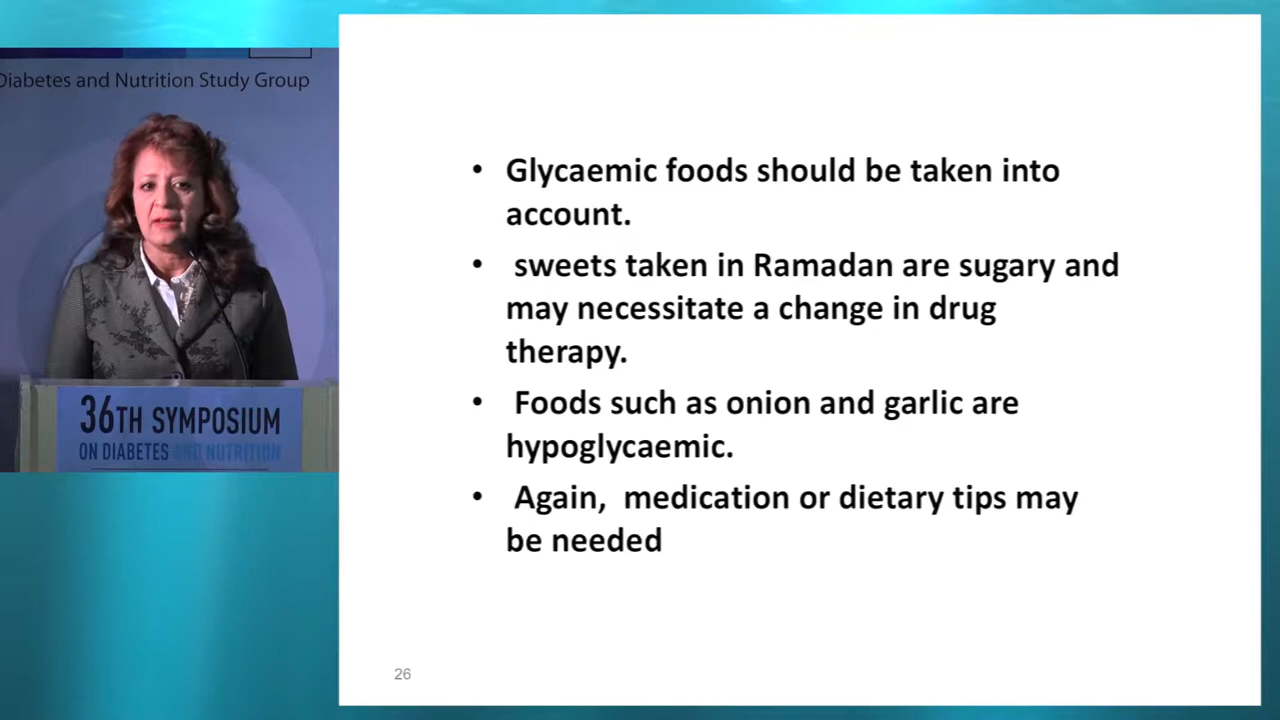 Diabetes and Nutrition Study Group
36TH SYMPOSIUM
ON DIABETES AND NUTRITION
• Glycaemic foods should be taken into
account.
• sweets taken in Ramadan are sugary and
may necessitate a change in drug
therapy.
• Foods such as onion and garlic are
hypoglycaemic.
• Again, medication or dietary tips may
be needed
26